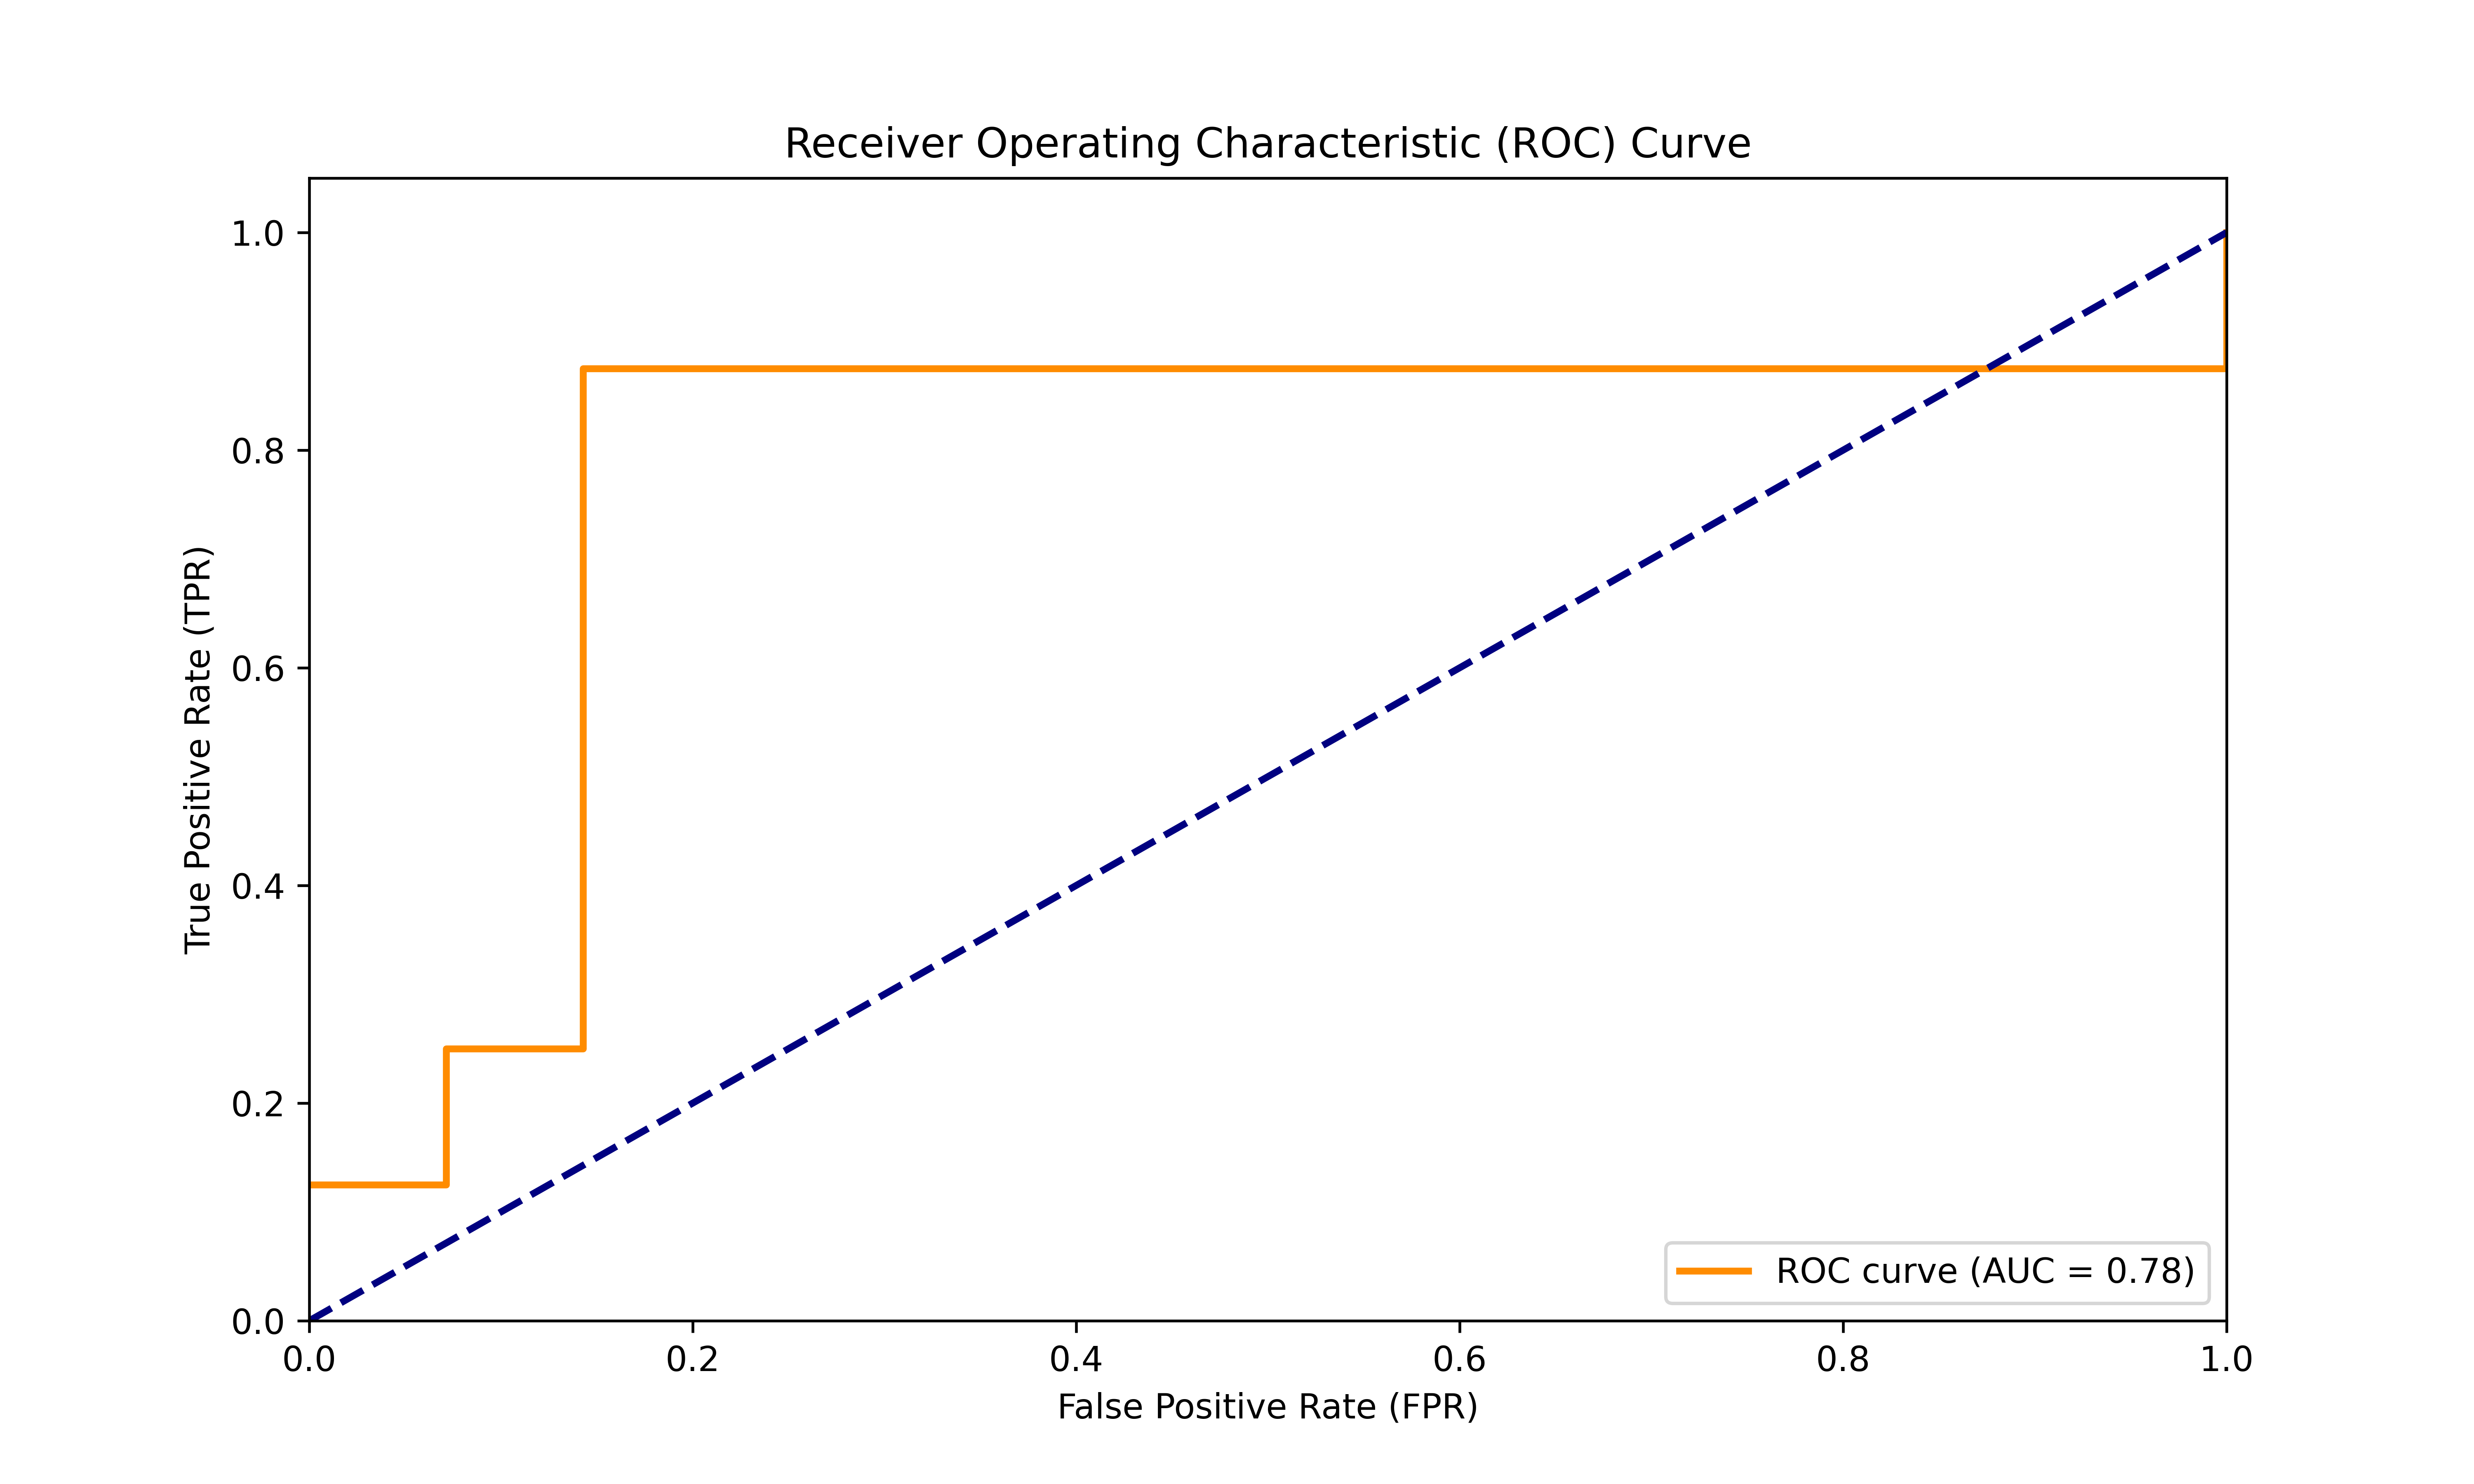 Receiver Operating Characteristic (ROC) Curve
1.0
0.8
0.6
0.4
0.2
0.0
True Positive Rate (TPR)
0.0 0.2 0.4 0.6 0.8 1.0
False Positive Rate (FPR)
ROC curve (AUC = 0.78)